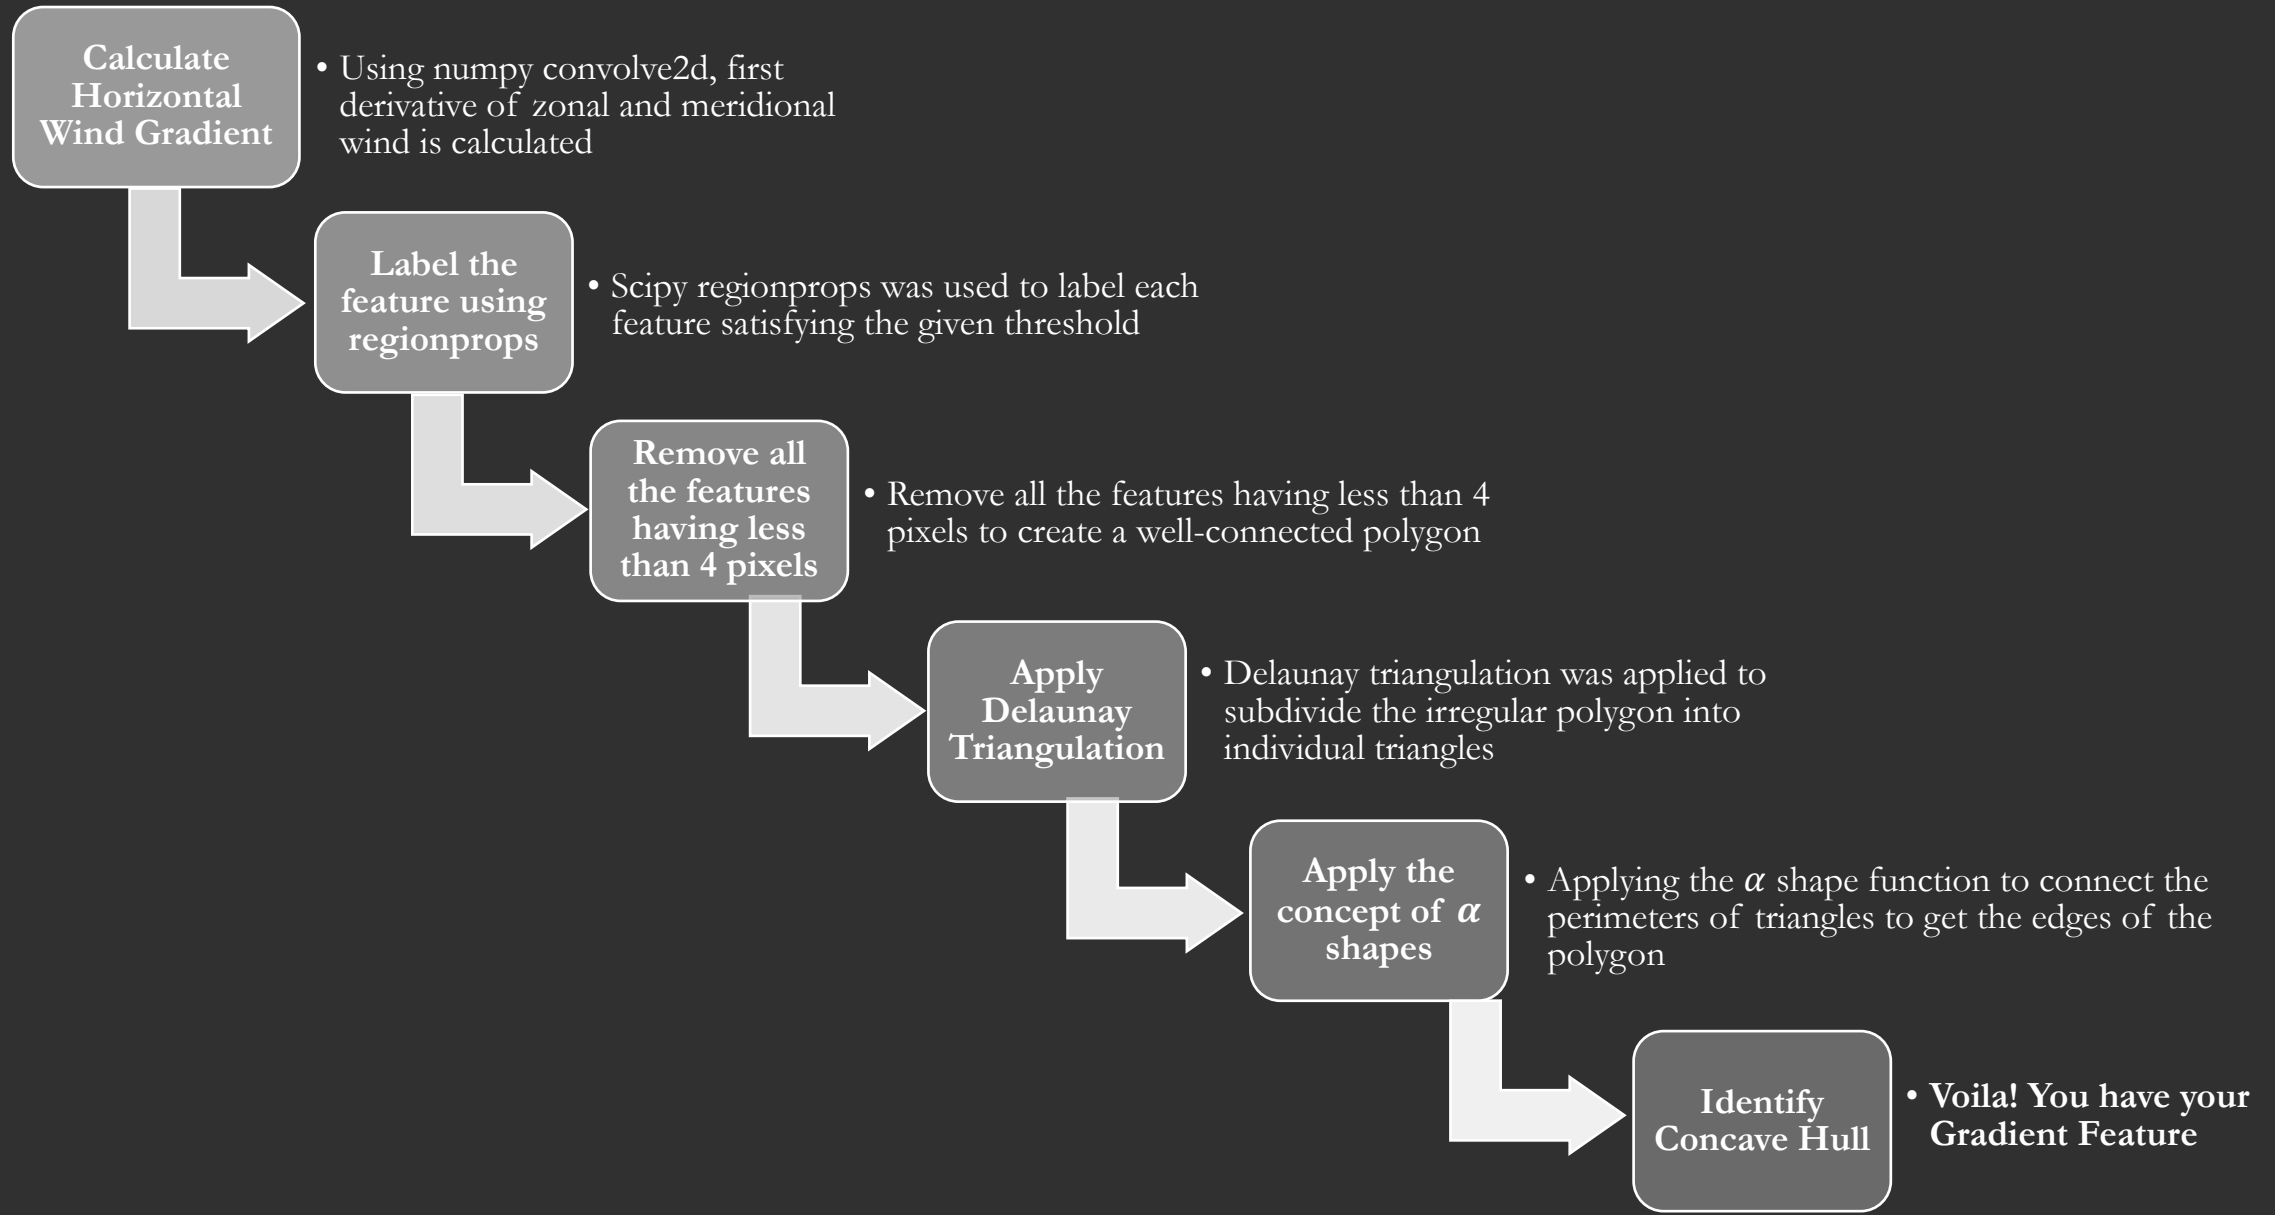 Calculate
Horizontal
Wind Gradient
• Using numpy convolve2d, first
derivative of zonal and meridional
wind is calculated
Label the
feature using
regionprops
• Scipy regionprops was used to label each
feature satisfying the given threshold
Remove all
the features
having less
than 4 pixels
• Remove all the features having less than 4
pixels to create a well-connected polygon
Apply
Delaunay
Triangulation
• Delaunay triangulation was applied to
subdivide the irregular polygon into
individual triangles
Apply the
concept of α
shapes
• Applying the α shape function to connect the
perimeters of triangles to get the edges of the
polygon
Identify
Concave Hull
• Voila! You have your
Gradient Feature